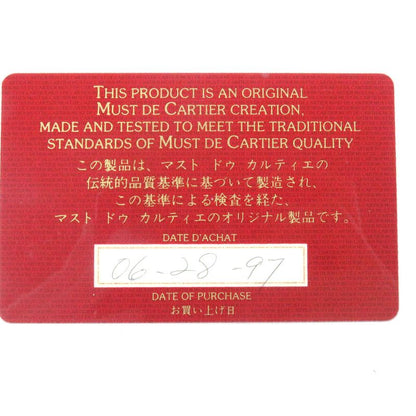 THIS PRODUCT IS AN ORIGINAL
MUST DE CARTIER CREATION,
MADE AND TESTED TO MEET THE TRADITIONAL
STANDARDS OF MUST DE CARTIER QUALITY
この製品は、マスト ドゥ カルティエの
伝統的品質基準に基づいて製造され、
この基準による検査を経た、
マスト ドゥ カルティエのオリジナル製品です。
DATE D'ACHAT
06-28-97
DATE OF PURCHASE
お買い上げ日